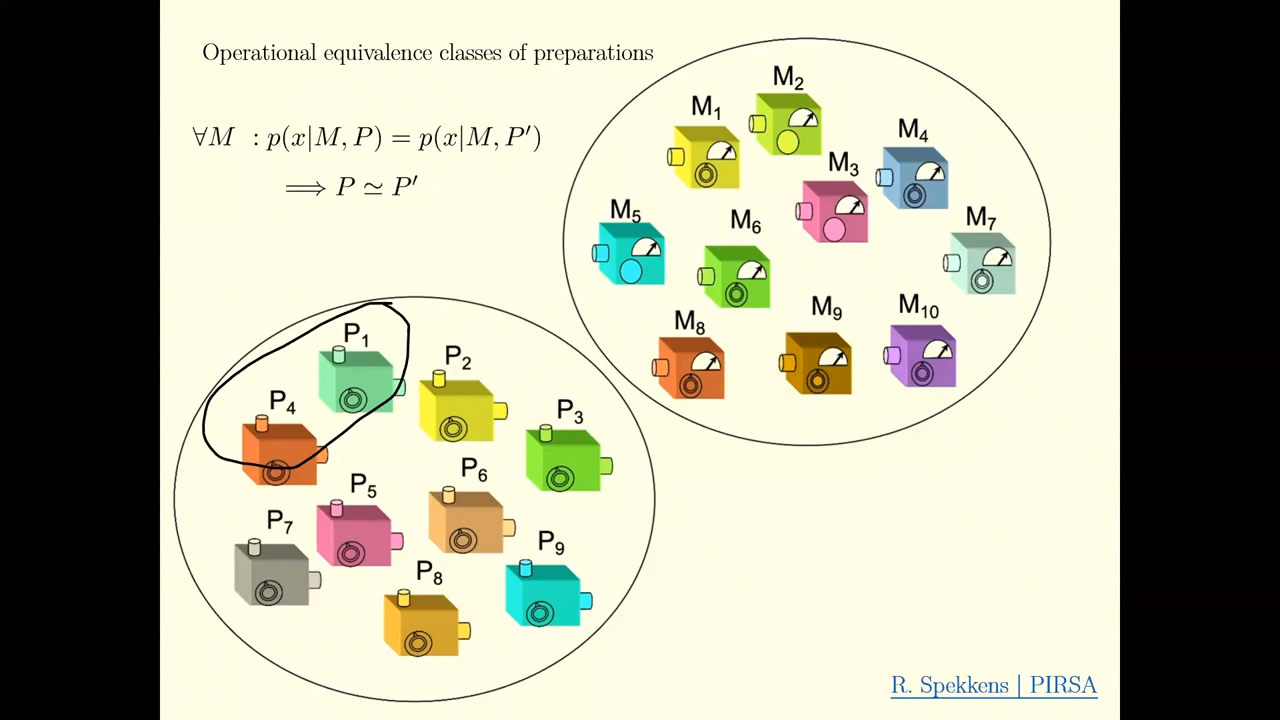 Operational equivalence classes of preparations
∀M : p(x|M, P) = p(x|M, P′)
⟹ P ≃ P′
M₁
M₂
M₃
M₄
M₅
M₆
M₇
M₈
M₉
M₁₀
P₁
P₂
P₃
P₄
P₅
P₆
P₇
P₈
P₉
R. Spekkens | PIRSA